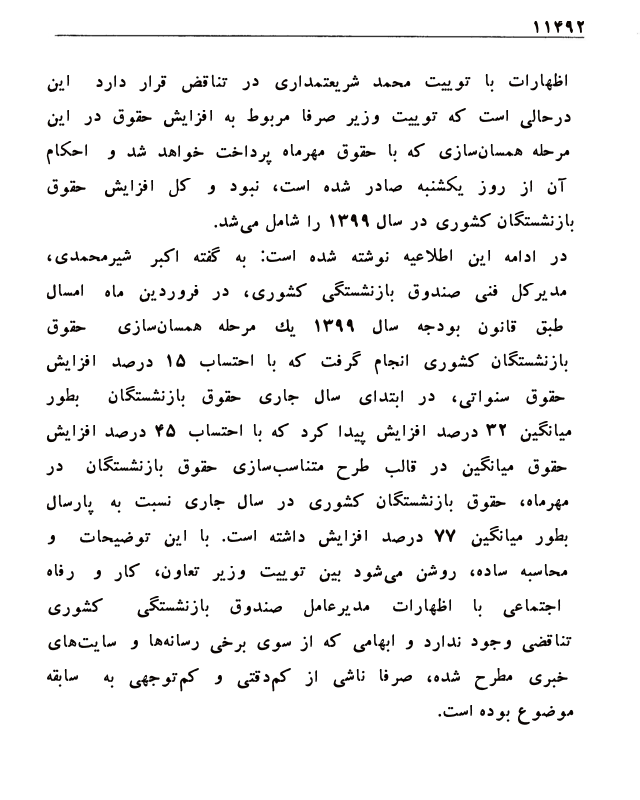 ۱۱۴۹۲
اظهارات با توییت محمد شریعتمداری در تناقض قرار دارد این
درحالی است که توییت وزیر صرفا مربوط به افزایش حقوق در این
مرحله همسان‌سازی که با حقوق مهرماه پرداخت خواهد شد و احکام
آن از روز یکشنبه صادر شده است، نبود و کل افزایش حقوق
بازنشستگان کشوری در سال ۱۳۹۹ را شامل می‌شد.
در ادامه این اطلاعیه نوشته شده است: به گفته اکبر شیرمحمدی،
مدیرکل فنی صندوق بازنشستگی کشوری، در فروردین ماه امسال
طبق قانون بودجه سال ۱۳۹۹ یك مرحله همسان‌سازی حقوق
بازنشستگان کشوری انجام گرفت که با احتساب ۱۵ درصد افزایش
حقوق سنواتی، در ابتدای سال جاری حقوق بازنشستگان بطور
میانگین ۳۲ درصد افزایش پیدا کرد که با احتساب ۴۵ درصد افزایش
حقوق میانگین در قالب طرح متناسب‌سازی حقوق بازنشستگان در
مهرماه، حقوق بازنشستگان کشوری در سال جاری نسبت به پارسال
بطور میانگین ۷۷ درصد افزایش داشته است. با این توضیحات و
محاسبه ساده، روشن می‌شود بین توییت وزیر تعاون، کار و رفاه
اجتماعی با اظهارات مدیرعامل صندوق بازنشستگی کشوری
تناقضی وجود ندارد و ابهامی که از سوی برخی رسانه‌ها و سایت‌های
خبری مطرح شده، صرفا ناشی از کم‌دقتی و کم‌توجهی به سابقه
موضوع بوده است.